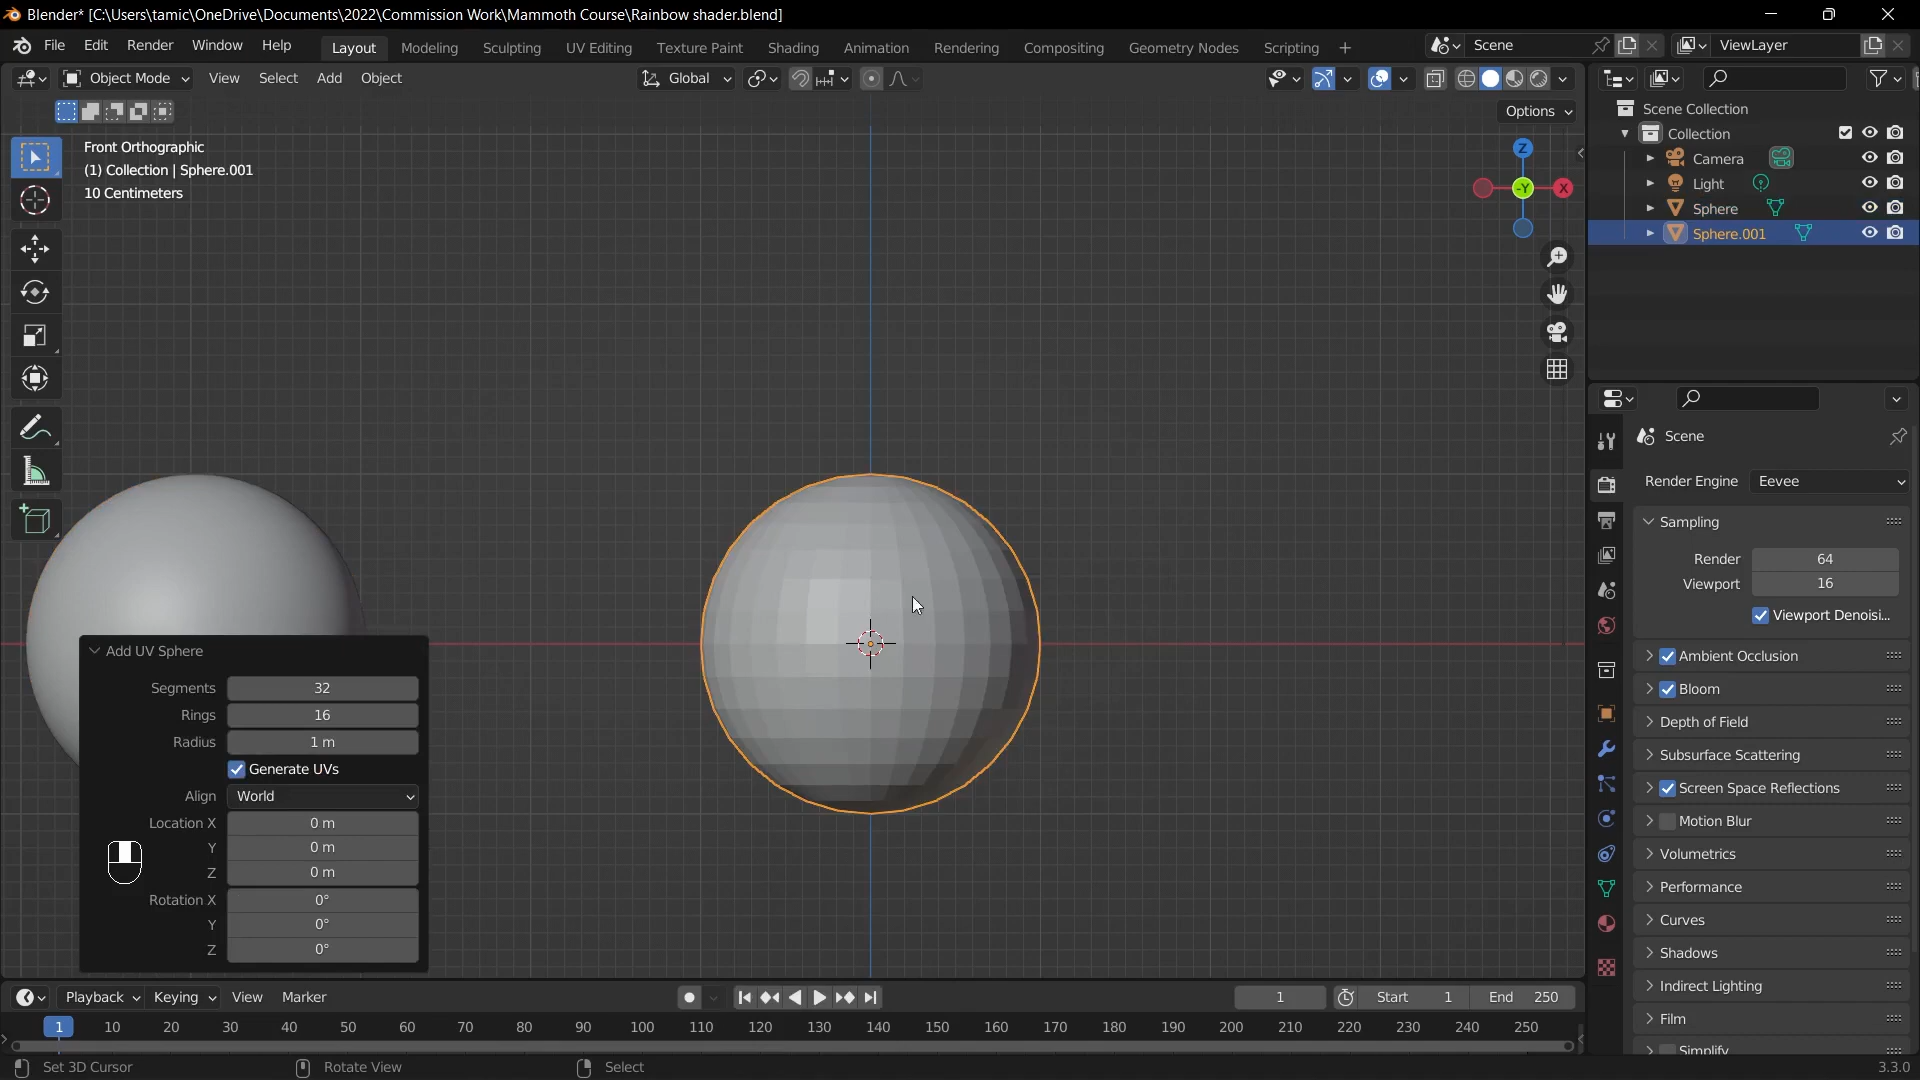 Blender* [C:\Users\tamic\OneDrive\Documents\2022\Commission Work\Mammoth Course\Rainbow shader.blend]
File Edit Render Window Help Layout Modeling Sculpting UV Editing Texture Paint Shading Animation Rendering Compositing Geometry Nodes Scripting + Scene ViewLayer
Object Mode View Select Add Object Global
Options
Front Orthographic
(1) Collection | Sphere.001
10 Centimeters
Z
-Y X
Scene Collection
Collection
Camera
Light
Sphere
Sphere.001
Scene
Render Engine Eevee
Sampling
Render 64
Viewport 16
Viewport Denoisi...
Ambient Occlusion
Bloom
Depth of Field
Subsurface Scattering
Screen Space Reflections
Motion Blur
Volumetrics
Performance
Curves
Shadows
Indirect Lighting
Film
Simplify
Add UV Sphere
Segments 32
Rings 16
Radius 1 m
Generate UVs
Align World
Location X 0 m
Y 0 m
Z 0 m
Rotation X 0°
Y 0°
Z 0°
Playback Keying View Marker 1 Start 1 End 250
1 10 20 30 40 50 60 70 80 90 100 110 120 130 140 150 160 170 180 190 200 210 220 230 240 250
Set 3D Cursor Rotate View Select 3.3.0